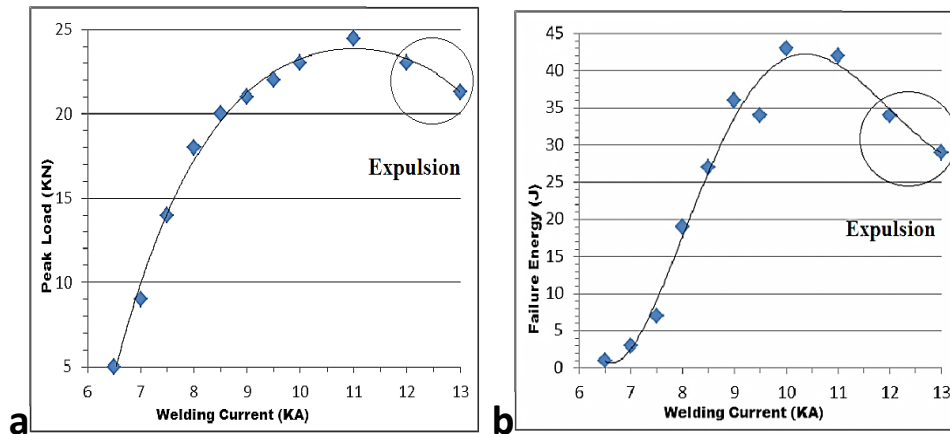 a
Peak Load (KN)
25
20
15
10
5
6 7 8 9 10 11 12 13
Welding Current (KA)
Expulsion
b
Failure Energy (J)
45
40
35
30
25
20
15
10
5
0
6 7 8 9 10 11 12 13
Welding Current (KA)
Expulsion